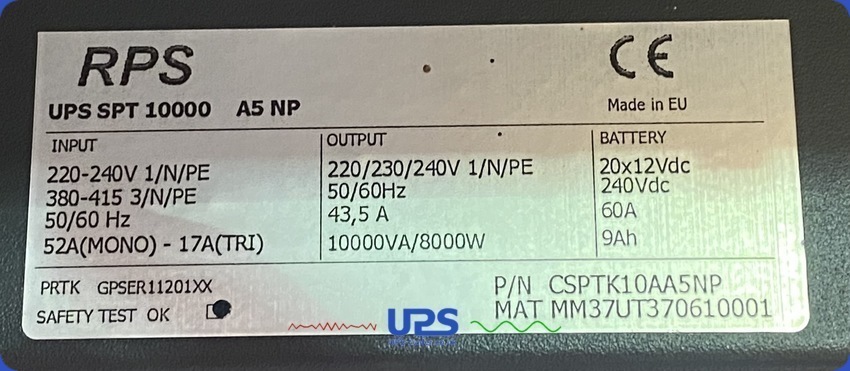 RPS
CE
UPS SPT 10000 A5 NP
Made in EU
INPUT
220-240V 1/N/PE
380-415 3/N/PE
50/60 Hz
52A(MONO) - 17A(TRI)
OUTPUT
220/230/240V 1/N/PE
50/60Hz
43,5 A
10000VA/8000W
BATTERY
20x12Vdc
240Vdc
60A
9Ah
PRTK GPSER11201XX
SAFETY TEST OK
P/N CSPTK10AA5NP
MAT MM37UT370610001
UPS